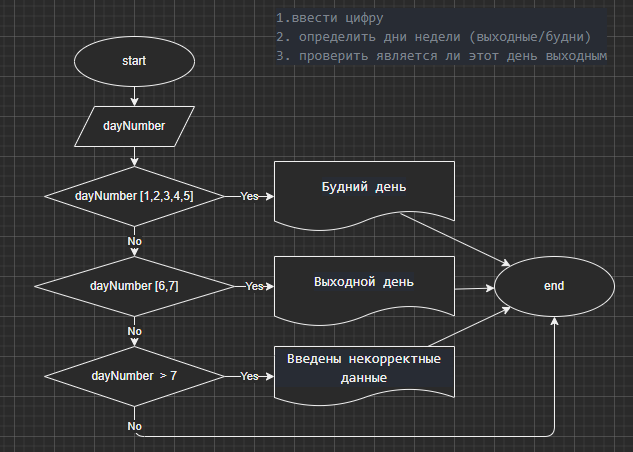 1.ввести цифру
2. определить дни недели (выходные/будни)
3. проверить является ли этот день выходным
start
dayNumber
dayNumber [1,2,3,4,5]
Yes
Будний день
No
dayNumber [6,7]
Yes
Выходной день
end
No
dayNumber > 7
Yes
Введены некорректные
данные
No